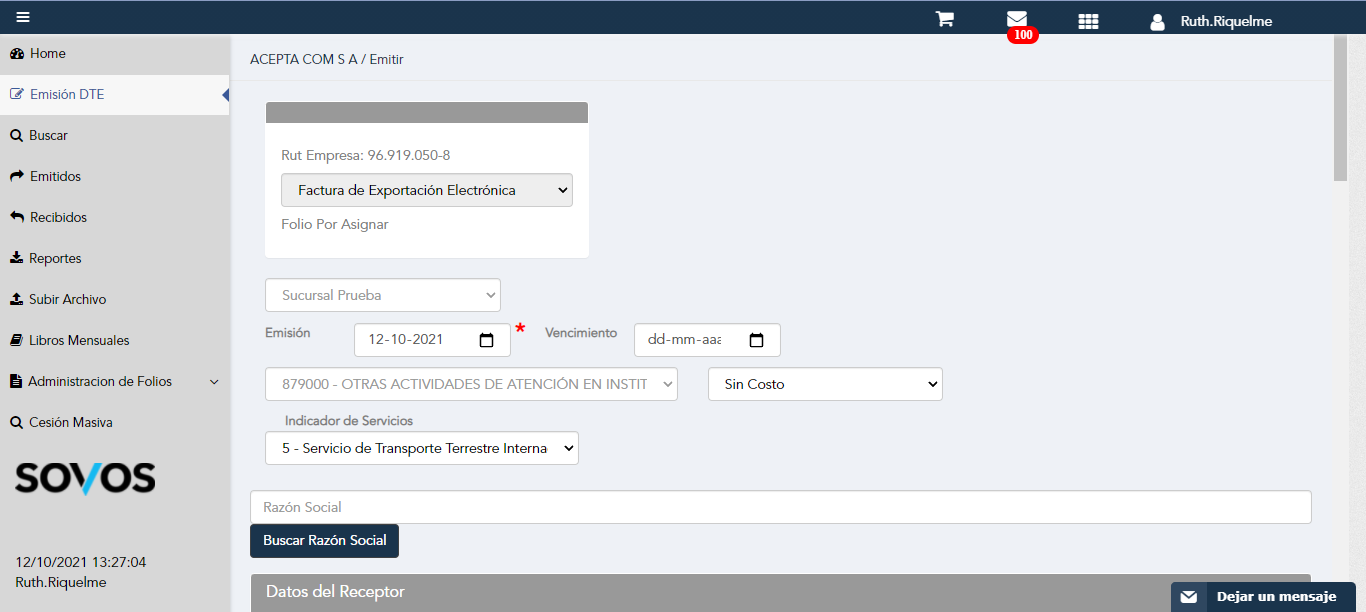 100
Ruth.Riquelme
Home
Emisión DTE
Buscar
Emitidos
Recibidos
Reportes
Subir Archivo
Libros Mensuales
Administracion de Folios
Cesión Masiva
SOVOS
12/10/2021 13:27:04
Ruth.Riquelme
ACEPTA COM S A / Emitir
Rut Empresa: 96.919.050-8
Factura de Exportación Electrónica
Folio Por Asignar
Sucursal Prueba
Emisión 12-10-2021 * Vencimiento dd-mm-aaa
879000 - OTRAS ACTIVIDADES DE ATENCIÓN EN INSTIT Sin Costo
Indicador de Servicios
5 - Servicio de Transporte Terrestre Interna
Razón Social
Buscar Razón Social
Datos del Receptor
Dejar un mensaje